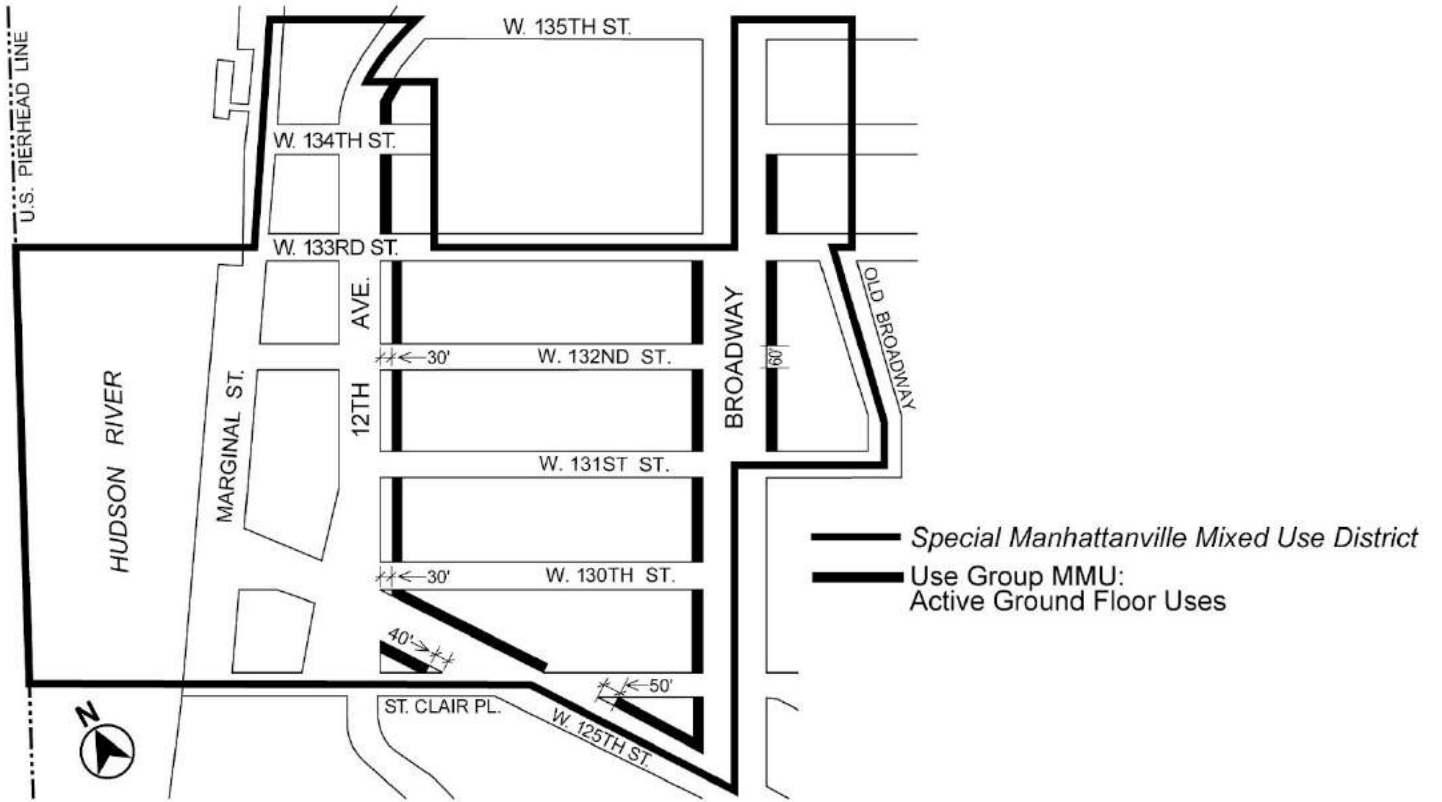 W. 135TH ST.
U.S. PIERHEAD LINE
W. 134TH ST.
W. 133RD ST.
12TH AVE.
BROADWAY
OLD BROADWAY
30'
W. 132ND ST.
60'
HUDSON RIVER
MARGINAL ST.
W. 131ST ST.
Special Manhattanville Mixed Use District
30'
W. 130TH ST.
Use Group MMU:
Active Ground Floor Uses
40'
50'
N
ST. CLAIR PL.
W. 125TH ST.